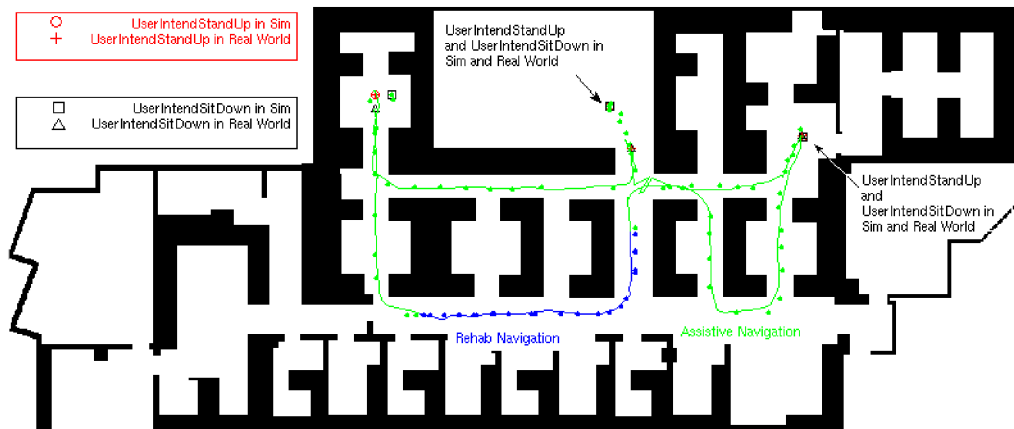 UserIntendStandUp in Sim
UserIntendStandUp in Real World
UserIntendSitDown in Sim
UserIntendSitDown in Real World
UserIntendStandUp
and UserIntendSitDown in
Sim and Real World
UserIntendStandUp
and
UserIntendSitDown in
Sim and Real World
Rehab Navigation
Assistive Navigation